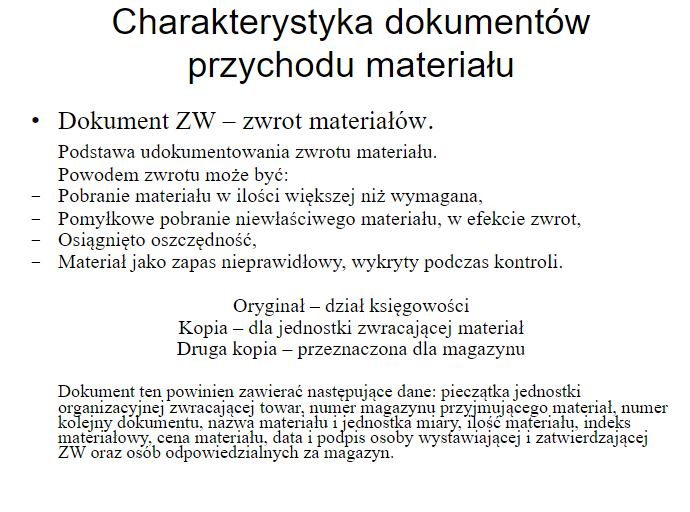 Charakterystyka dokumentów
przychodu materiału
• Dokument ZW – zwrot materiałów.
Podstawa udokumentowania zwrotu materiału.
Powodem zwrotu może być:
– Pobranie materiału w ilości większej niż wymagana,
– Pomyłkowe pobranie niewłaściwego materiału, w efekcie zwrot,
– Osiągnięto oszczędność,
– Materiał jako zapas nieprawidłowy, wykryty podczas kontroli.
Oryginał – dział księgowości
Kopia – dla jednostki zwracającej materiał
Druga kopia – przeznaczona dla magazynu
Dokument ten powinien zawierać następujące dane: pieczątka jednostki
organizacyjnej zwracającej towar, numer magazynu przyjmującego materiał, numer
kolejny dokumentu, nazwa materiału i jednostka miary, ilość materiału, indeks
materiałowy, cena materiału, data i podpis osoby wystawiającej i zatwierdzającej
ZW oraz osób odpowiedzialnych za magazyn.